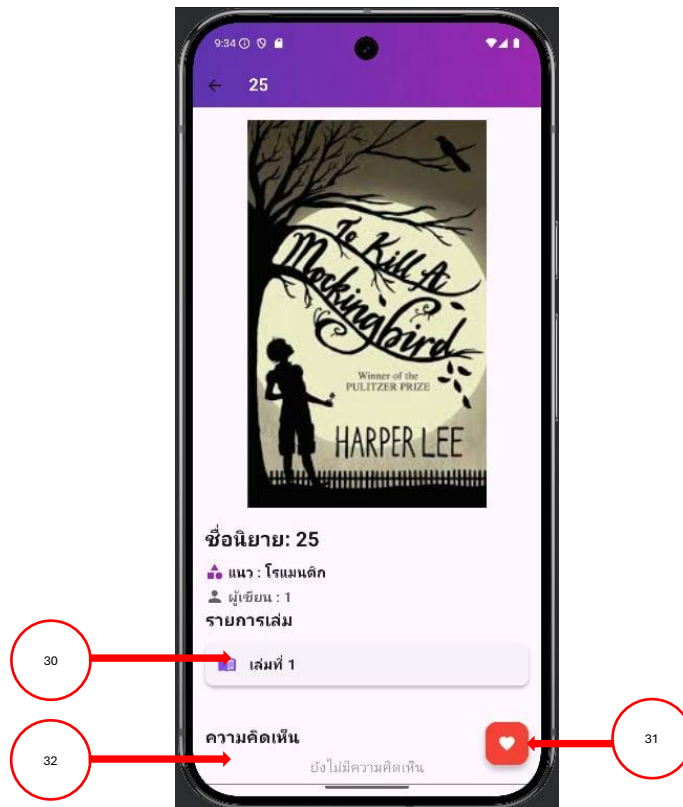 9:34
25
To Kill A
Mockingbird
Winner of the
PULITZER PRIZE
HARPER LEE
ชื่อนิยาย: 25
แนว : โรแมนติก
ผู้เขียน : 1
รายการเล่ม
30
เล่มที่ 1
31
ความคิดเห็น
32
ยังไม่มีความคิดเห็น